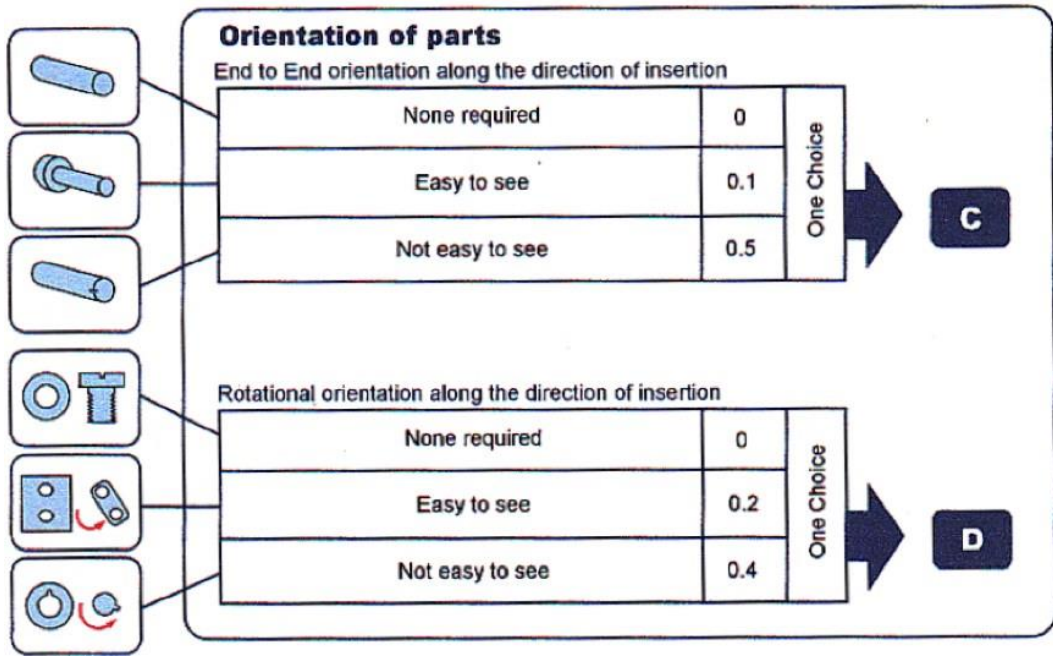 Orientation of parts
End to End orientation along the direction of insertion
None required 0
Easy to see 0.1
Not easy to see 0.5
One Choice
C
Rotational orientation along the direction of insertion
None required 0
Easy to see 0.2
Not easy to see 0.4
One Choice
D